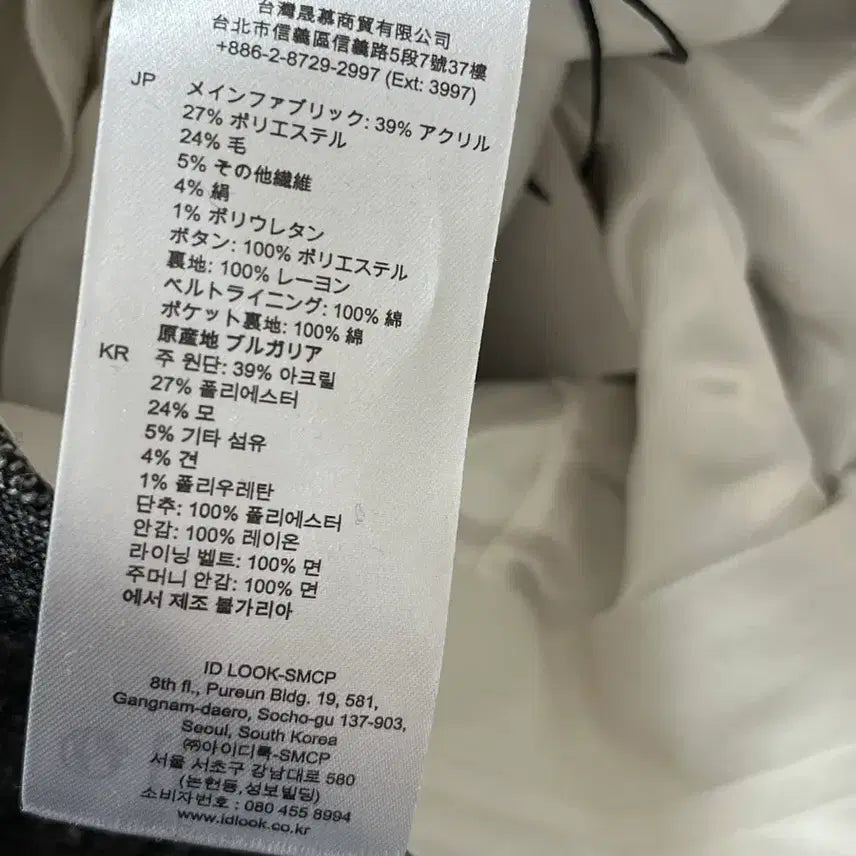 台灣晟慕商貿有限公司
台北市信義區信義路5段7號37樓
+886-2-8729-2997 (Ext: 3997)
JP
メインファブリック: 39% アクリル
27% ポリエステル
24% 毛
5% その他繊維
4% 絹
1% ポリウレタン
ボタン: 100% ポリエステル
裏地: 100% レーヨン
ベルトライニング: 100% 綿
ポケット裏地: 100% 綿
原産地 ブルガリア
KR
주 원단: 39% 아크릴
27% 폴리에스터
24% 모
5% 기타 섬유
4% 견
1% 폴리우레탄
단추: 100% 폴리에스터
안감: 100% 레이온
라이닝 벨트: 100% 면
주머니 안감: 100% 면
에서 제조 불가리아
ID LOOK-SMCP
8th fl., Pureun Bldg. 19, 581,
Gangnam-daero, Socho-gu 137-903,
Seoul, South Korea
㈜아이디룩-SMCP
서울 서초구 강남대로 580
(논현동,성보빌딩)
소비자번호 : 080 455 8994
www.idlook.co.kr